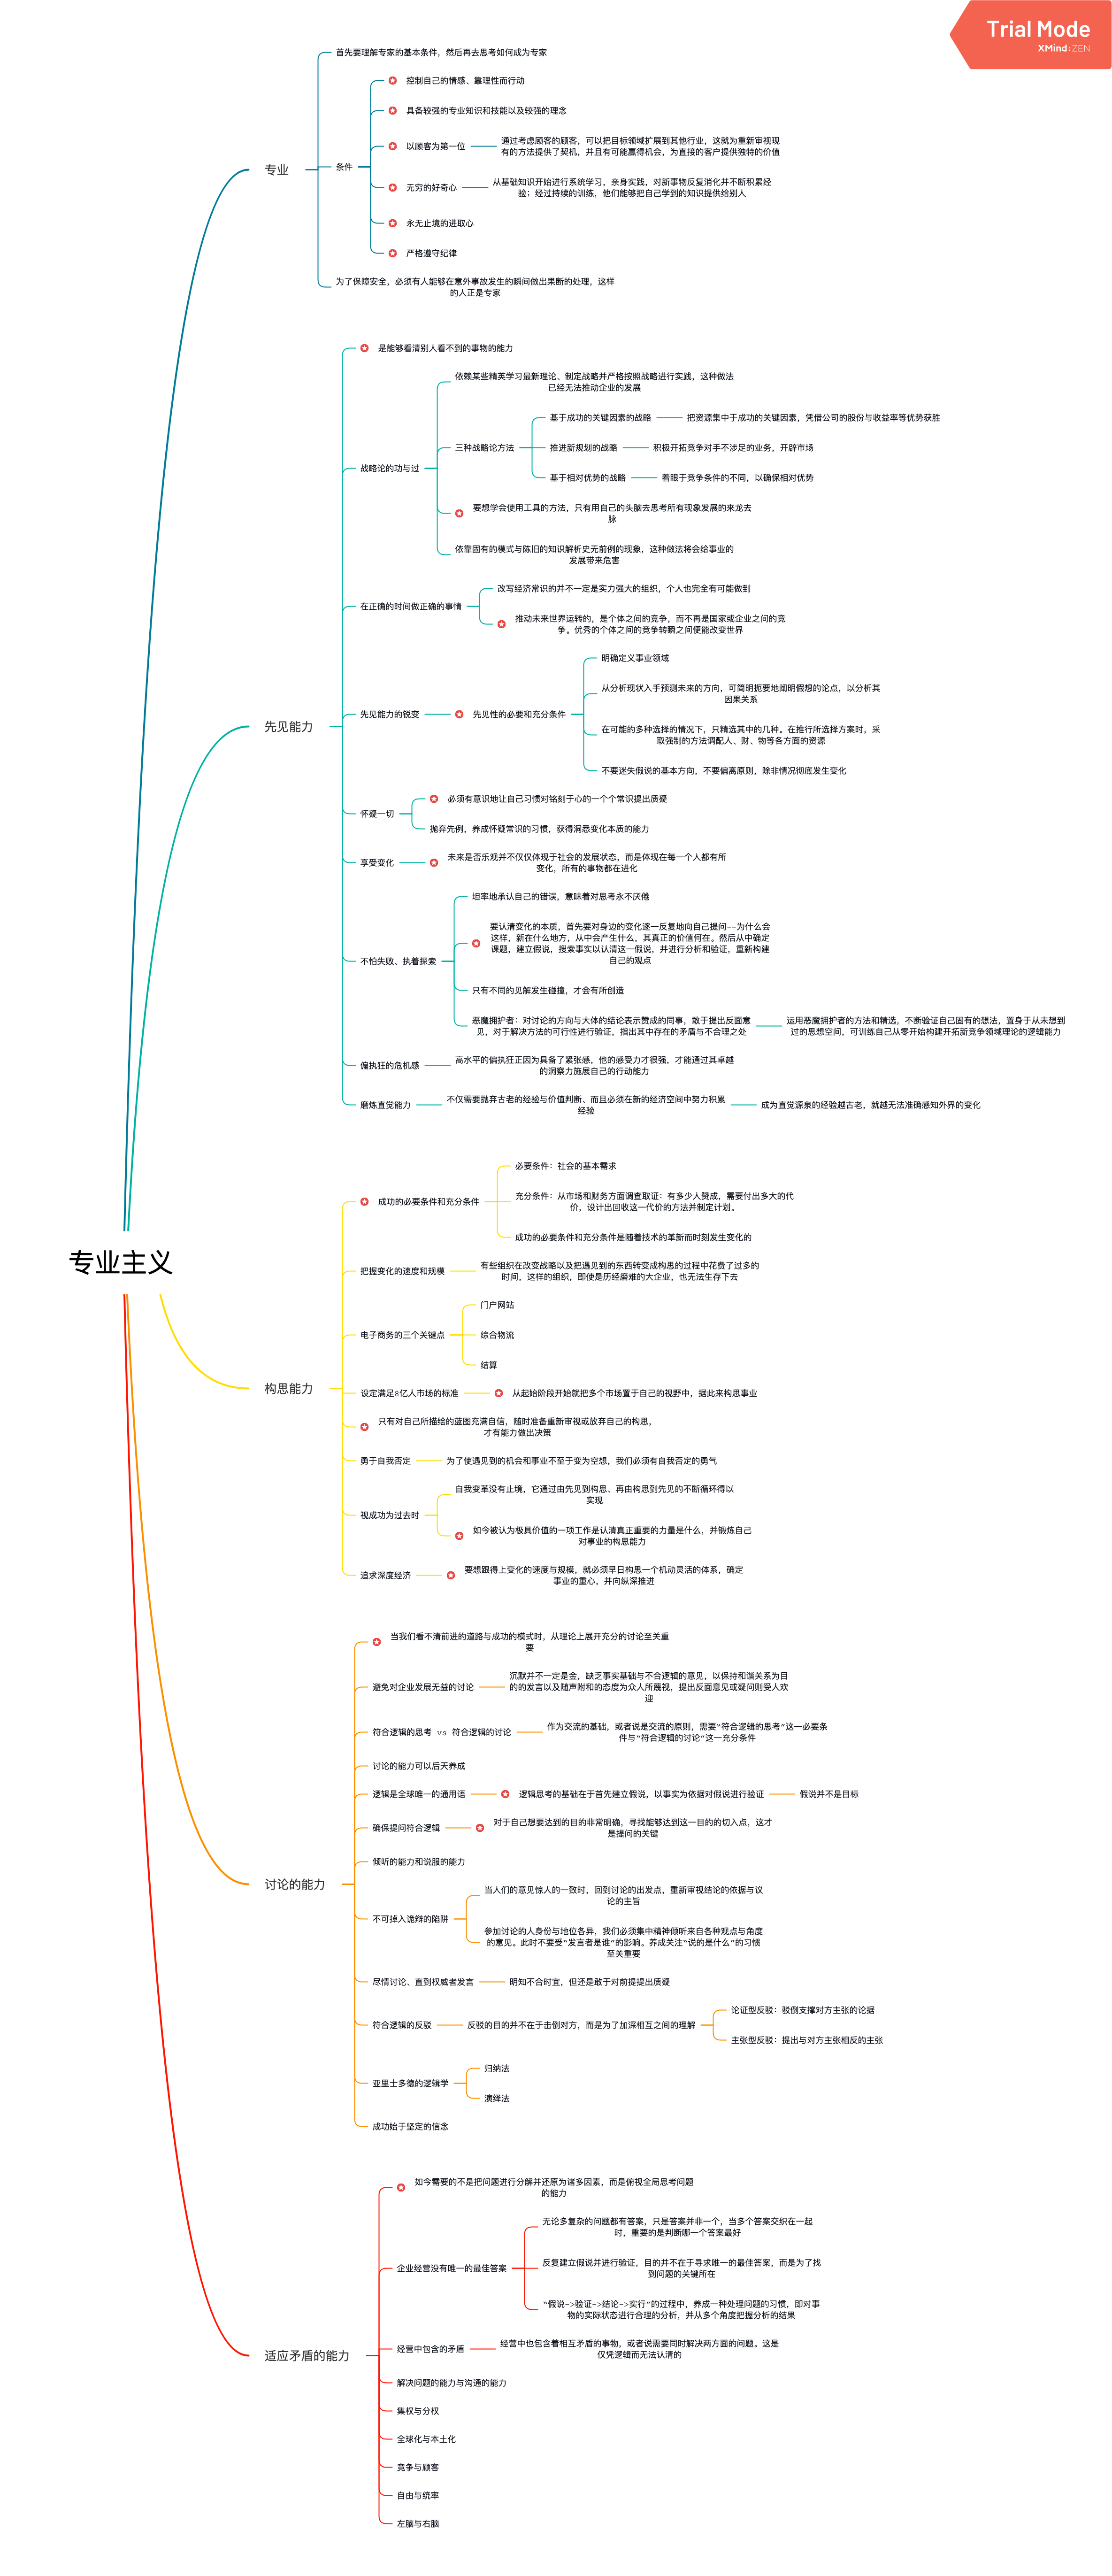 Trial Mode
XMind:ZEN
专业主义
专业
首先要理解专家的基本条件，然后再去思考如何成为专家
条件
控制自己的情感、靠理性而行动
具备较强的专业知识和技能以及较强的理念
以顾客为第一位
通过考虑顾客的顾客，可以把目标领域扩展到其他行业，这就为重新审视现
有的方法提供了契机，并且有可能赢得机会，为直接的客户提供独特的价值
无穷的好奇心
从基础知识开始进行系统学习，亲身实践，对新事物反复消化并不断积累经
验；经过持续的训练，他们能够把自己学到的知识提供给别人
永无止境的进取心
严格遵守纪律
为了保障安全，必须有人能够在意外事故发生的瞬间做出果断的处理，这样
的人正是专家
先见能力
是能够看清别人看不到的事物的能力
战略论的功与过
依赖某些精英学习最新理论、制定战略并严格按照战略进行实践，这种做法
已经无法推动企业的发展
三种战略论方法
基于成功的关键因素的战略
把资源集中于成功的关键因素，凭借公司的股份与收益率等优势获胜
推进新规划的战略
积极开拓竞争对手不涉足的业务，开辟市场
基于相对优势的战略
着眼于竞争条件的不同，以确保相对优势
要想学会使用工具的方法，只有用自己的头脑去思考所有现象发展的来龙去
脉
依靠固有的模式与陈旧的知识解析史无前例的现象，这种做法将会给事业的
发展带来危害
在正确的时间做正确的事情
改写经济常识的并不一定是实力强大的组织，个人也完全有可能做到
推动未来世界运转的，是个体之间的竞争，而不再是国家或企业之间的竞
争。优秀的个体之间的竞争转瞬之间便能改变世界
先见能力的锐变
先见性的必要和充分条件
明确定义事业领域
从分析现状入手预测未来的方向，可简明扼要地阐明假想的论点，以分析其
因果关系
在可能的多种选择的情况下，只精选其中的几种。在推行所选择方案时，采
取强制的方法调配人、财、物等各方面的资源
不要迷失假说的基本方向，不要偏离原则，除非情况彻底发生变化
怀疑一切
必须有意识地让自己习惯对铭刻于心的一个个常识提出质疑
抛弃先例，养成怀疑常识的习惯，获得洞悉变化本质的能力
享受变化
未来是否乐观并不仅仅体现于社会的发展状态，而是体现在每一个人都有所
变化，所有的事物都在进化
不怕失败、执着探索
坦率地承认自己的错误，意味着对思考永不厌倦
要认清变化的本质，首先要对身边的变化逐一反复地向自己提问--为什么会
这样，新在什么地方，从中会产生什么，其真正的价值何在。然后从中确定
课题，建立假说，搜索事实以认清这一假说，并进行分析和验证，重新构建
自己的观点
只有不同的见解发生碰撞，才会有所创造
恶魔拥护者：对讨论的方向与大体的结论表示赞成的同事，敢于提出反面意
见，对于解决方法的可行性进行验证，指出其中存在的矛盾与不合理之处
运用恶魔拥护者的方法和精选，不断验证自己固有的想法，置身于从未想到
过的思想空间，可训练自己从零开始构建开拓新竞争领域理论的逻辑能力
偏执狂的危机感
高水平的偏执狂正因为具备了紧张感，他的感受力才很强，才能通过其卓越
的洞察力施展自己的行动能力
磨炼直觉能力
不仅需要抛弃古老的经验与价值判断、而且必须在新的经济空间中努力积累
经验
成为直觉源泉的经验越古老，就越无法准确感知外界的变化
构思能力
成功的必要条件和充分条件
必要条件：社会的基本需求
充分条件：从市场和财务方面调查取证：有多少人赞成，需要付出多大的代
价，设计出回收这一代价的方法并制定计划。
成功的必要条件和充分条件是随着技术的革新而时刻发生变化的
把握变化的速度和规模
有些组织在改变战略以及把遇见到的东西转变成构思的过程中花费了过多的
时间，这样的组织，即使是历经磨难的大企业，也无法生存下去
电子商务的三个关键点
门户网站
综合物流
结算
设定满足8亿人市场的标准
从起始阶段开始就把多个市场置于自己的视野中，据此来构思事业
只有对自己所描绘的蓝图充满自信，随时准备重新审视或放弃自己的构思，
才有能力做出决策
勇于自我否定
为了使遇见到的机会和事业不至于变为空想，我们必须有自我否定的勇气
视成功为过去时
自我变革没有止境，它通过由先见到构思、再由构思到先见的不断循环得以
实现
如今被认为极具价值的一项工作是认清真正重要的力量是什么，并锻炼自己
对事业的构思能力
追求深度经济
要想跟得上变化的速度与规模，就必须早日构思一个机动灵活的体系，确定
事业的重心，并向纵深推进
讨论的能力
当我们看不清前进的道路与成功的模式时，从理论上展开充分的讨论至关重
要
避免对企业发展无益的讨论
沉默并不一定是金，缺乏事实基础与不合逻辑的意见，以保持和谐关系为目
的的发言以及随声附和的态度为众人所蔑视，提出反面意见或疑问则受人欢
迎
符合逻辑的思考 vs 符合逻辑的讨论
作为交流的基础，或者说是交流的原则，需要"符合逻辑的思考"这一必要条
件与"符合逻辑的讨论"这一充分条件
讨论的能力可以后天养成
逻辑是全球唯一的通用语
逻辑思考的基础在于首先建立假说，以事实为依据对假说进行验证
假说并不是目标
确保提问符合逻辑
对于自己想要达到的目的非常明确，寻找能够达到这一目的的切入点，这才
是提问的关键
倾听的能力和说服的能力
不可掉入诡辩的陷阱
当人们的意见惊人的一致时，回到讨论的出发点，重新审视结论的依据与议
论的主旨
参加讨论的人身份与地位各异，我们必须集中精神倾听来自各种观点与角度
的意见。此时不要受"发言者是谁"的影响。养成关注"说的是什么"的习惯
至关重要
尽情讨论、直到权威者发言
明知不合时宜，但还是敢于对前提提出质疑
符合逻辑的反驳
反驳的目的并不在于击倒对方，而是为了加深相互之间的理解
论证型反驳：驳倒支撑对方主张的论据
主张型反驳：提出与对方主张相反的主张
亚里士多德的逻辑学
归纳法
演绎法
成功始于坚定的信念
适应矛盾的能力
如今需要的不是把问题进行分解并还原为诸多因素，而是俯视全局思考问题
的能力
企业经营没有唯一的最佳答案
无论多复杂的问题都有答案，只是答案并非一个，当多个答案交织在一起
时，重要的是判断哪一个答案最好
反复建立假说并进行验证，目的并不在于寻求唯一的最佳答案，而是为了找
到问题的关键所在
"假说->验证->结论->实行"的过程中，养成一种处理问题的习惯，即对事
物的实际状态进行合理的分析，并从多个角度把握分析的结果
经营中包含的矛盾
经营中也包含着相互矛盾的事物，或者说需要同时解决两方面的问题。这是
仅凭逻辑而无法认清的
解决问题的能力与沟通的能力
集权与分权
全球化与本土化
竞争与顾客
自由与统率
左脑与右脑